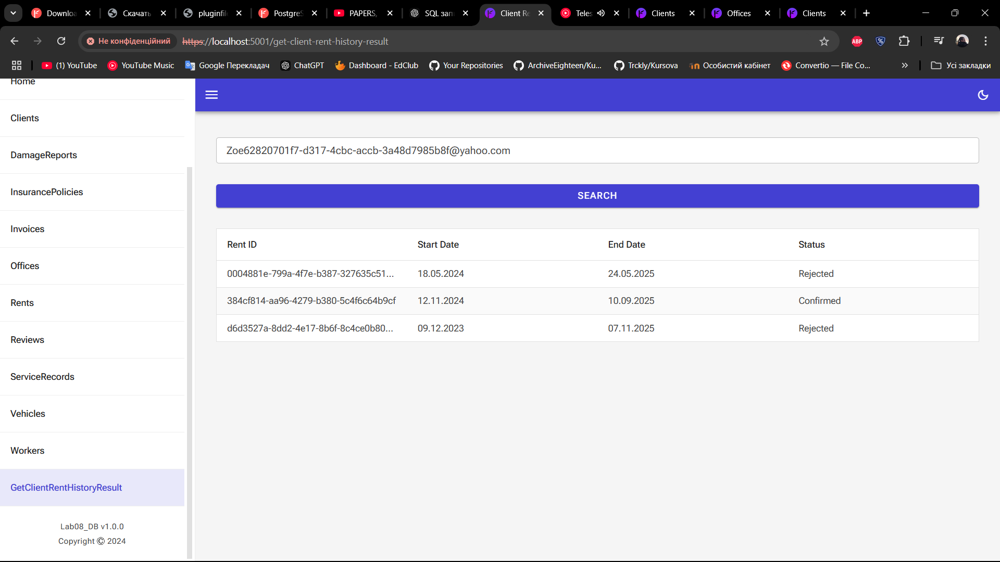 Downloa
Скачать
pluginfil
PostgreS
PAPERS,
SQL зап
Client Re
Teles
Clients
Offices
Clients
Не конфіденційний
https://localhost:5001/get-client-rent-history-result
ABP
(1) YouTube
YouTube Music
Google Перекладач
ChatGPT
Dashboard - EdClub
Your Repositories
ArchiveEighteen/Ku...
Trckly/Kursova
Особистий кабінет
Convertio — File Co...
Усі закладки
Home
Clients
DamageReports
InsurancePolicies
Invoices
Offices
Rents
Reviews
ServiceRecords
Vehicles
Workers
GetClientRentHistoryResult
Lab08_DB v1.0.0
Copyright © 2024
Zoe62820701f7-d317-4cbc-accb-3a48d7985b8f@yahoo.com
SEARCH
Rent ID Start Date End Date Status
0004881e-799a-4f7e-b387-327635c51... 18.05.2024 24.05.2025 Rejected
384cf814-aa96-4279-b380-5c4f6c64b9cf 12.11.2024 10.09.2025 Confirmed
d6d3527a-8dd2-4e17-8b6f-8c4ce0b80... 09.12.2023 07.11.2025 Rejected